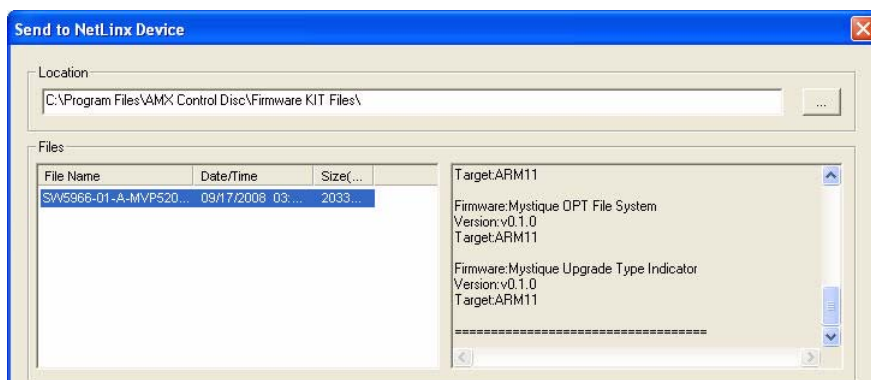 Send to NetLinx Device
Location
C:\Program Files\AMX Control Disc\Firmware KIT Files\
...
Files
File Name Date/Time Size(...
SW5966-01-A-MVP520... 09/17/2008 03:... 2033...
Target:ARM11
Firmware:Mystique OPT File System
Version:v0.1.0
Target:ARM11
Firmware:Mystique Upgrade Type Indicator
Version:v0.1.0
Target:ARM11
===================================